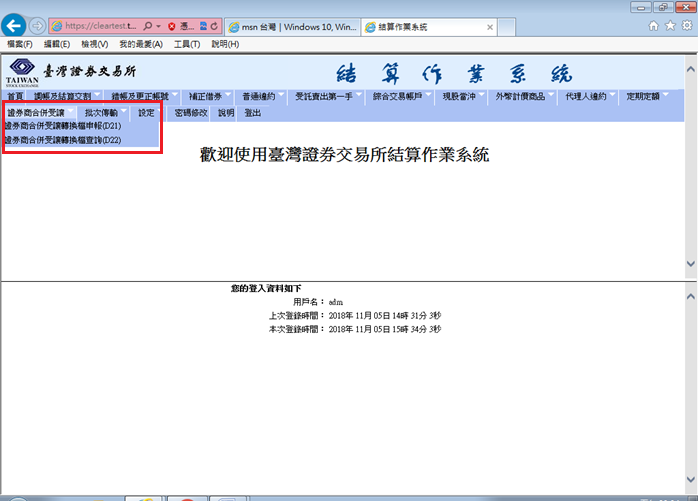 https://cleartest.t...
憑...
msn 台灣 | Windows 10, Win...
結算作業系統
檔案(F) 編輯(E) 檢視(V) 我的最愛(A) 工具(T) 說明(H)
TAIWAN
STOCK EXCHANGE
臺灣證券交易所
結算作業系統
首頁 錯帳及更正帳號 補正借券 普通違約 受託賣出第一手 綜合交易帳戶 現股當沖 外幣計價商品 代理人違約 定期定額
證券商合併受讓 批次傳輸 設定 密碼修改 說明 登出
證券商合併受讓轉換檔申報(D21)
證券商合併受讓轉換檔查詢(D22)
歡迎使用臺灣證券交易所結算作業系統
您的登入資料如下
用戶名： adm
上次登錄時間： 2018年 11月 05日 14時 31分 3秒
本次登錄時間： 2018年 11月 05日 15時 34分 3秒